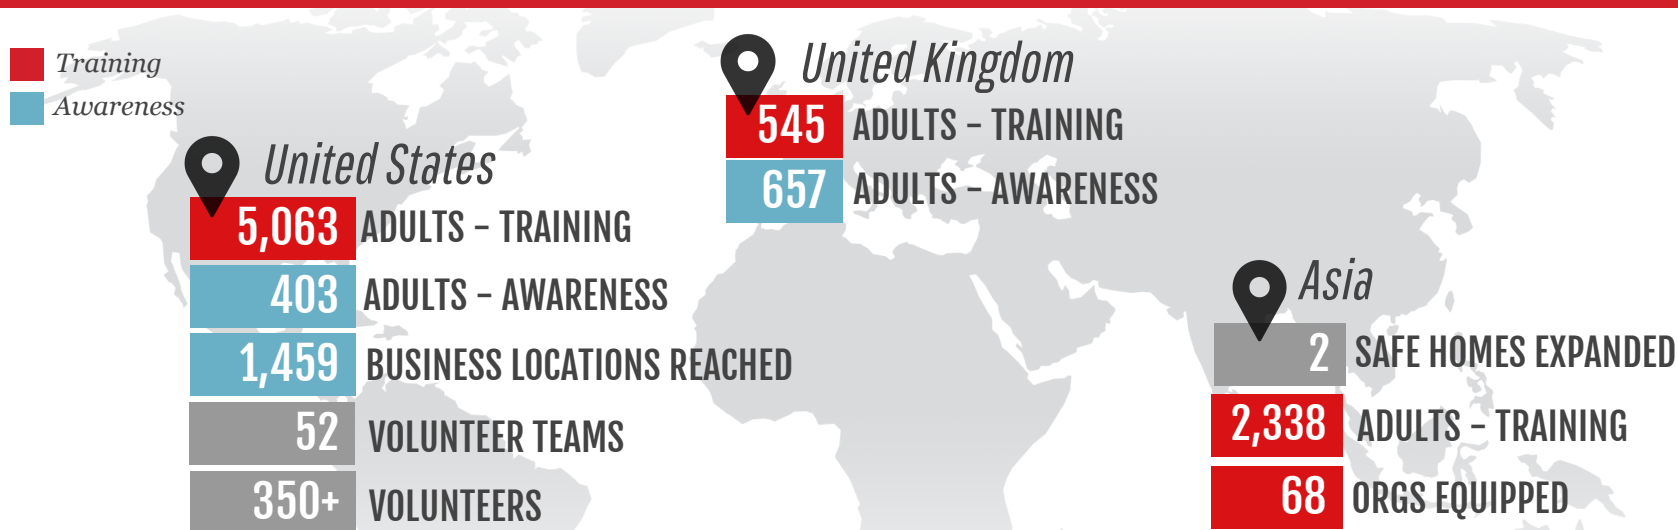 Training
Awareness
United States
5,063 ADULTS – TRAINING
403 ADULTS – AWARENESS
1,459 BUSINESS LOCATIONS REACHED
52 VOLUNTEER TEAMS
350+ VOLUNTEERS
United Kingdom
545 ADULTS – TRAINING
657 ADULTS – AWARENESS
Asia
2 SAFE HOMES EXPANDED
2,338 ADULTS – TRAINING
68 ORGS EQUIPPED